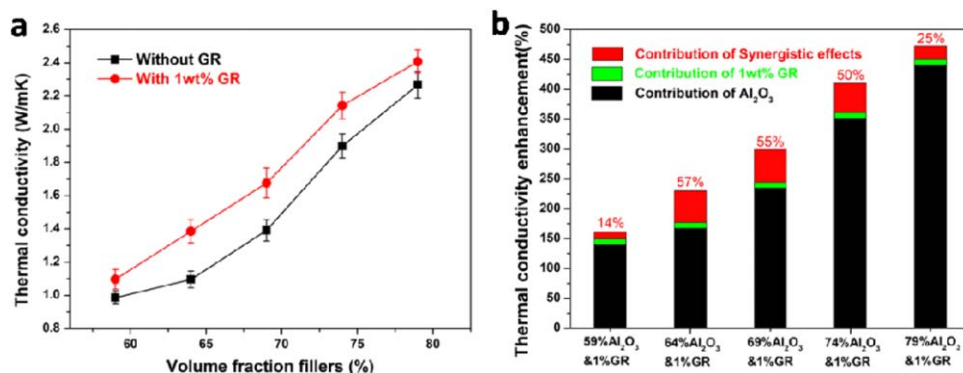 a
Thermal conductivity (W/mK)
2.6
2.4
2.2
2.0
1.8
1.6
1.4
1.2
1.0
0.8
Without GR
With 1wt% GR
60
65
70
75
80
Volume fraction fillers (%)
b
Thermal conductivity enhancement(%)
500
450
400
350
300
250
200
150
100
50
0
Contribution of Synergistic effects
Contribution of 1wt% GR
Contribution of Al₂O₃
14%
57%
55%
50%
25%
59%Al₂O₃
&1%GR
64%Al₂O₃
&1%GR
69%Al₂O₃
&1%GR
74%Al₂O₃
&1%GR
79%Al₂O₃
&1%GR